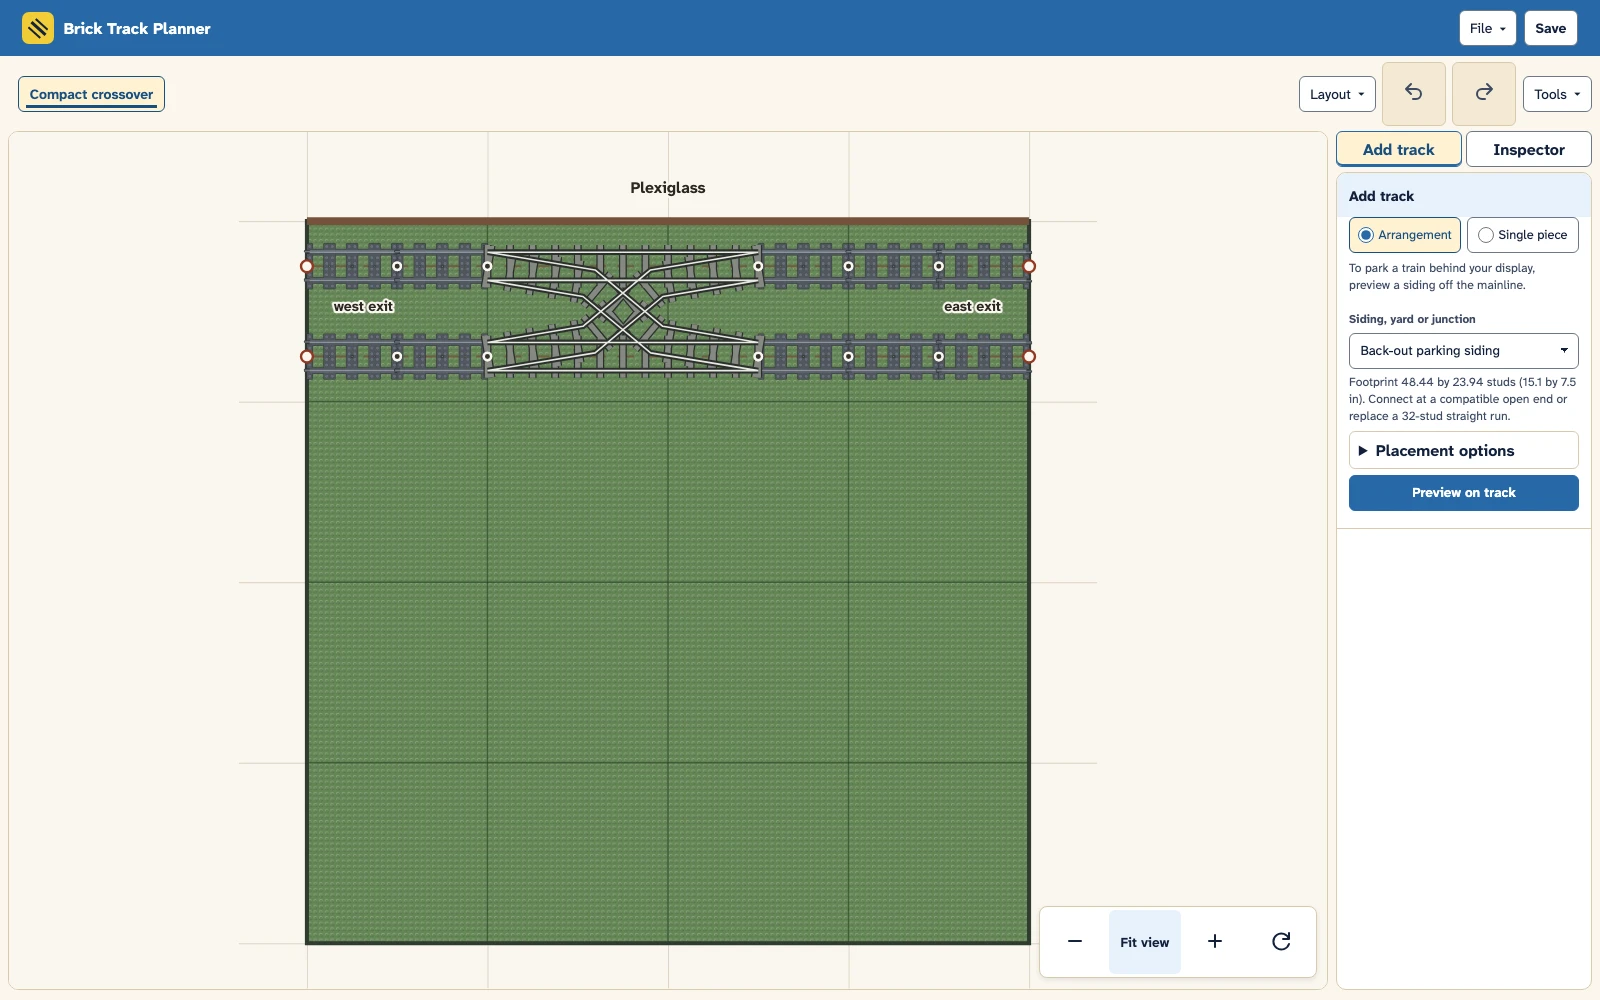 Brick Track Planner
File
Save
Compact crossover
Layout
Tools
Add track
Inspector
Plexiglass
west exit
east exit
Add track
Arrangement
Single piece
To park a train behind your display,
preview a siding off the mainline.
Siding, yard or junction
Back-out parking siding
Footprint 48.44 by 23.94 studs (15.1 by 7.5
in). Connect at a compatible open end or
replace a 32-stud straight run.
Placement options
Preview on track
Fit view